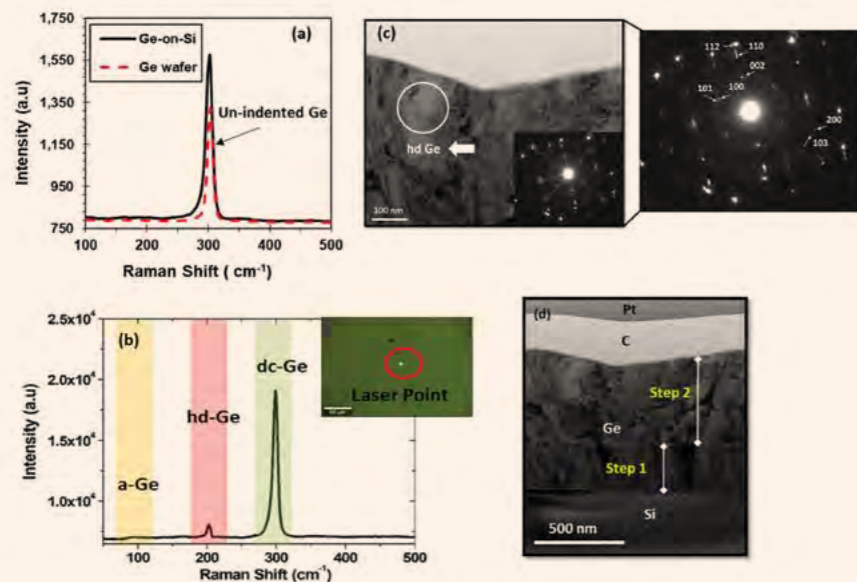 (a)
1,750
1,550
1,350
1,150
950
750
Intensity (a.u)
Ge-on-Si
Ge wafer
Un-indented Ge
100 200 300 400 500
Raman Shift ( cm-1)
(c)
hd Ge
100 nm
112
110
002
101
100
200
103
(b)
2.5x10⁴
2.0x10⁴
1.5x10⁴
1.0x10⁴
Intensity (a.u)
a-Ge
hd-Ge
dc-Ge
Laser Point
100 200 300 400 500
Raman Shift (cm-1)
(d)
Pt
C
Step 2
Ge
Step 1
Si
500 nm